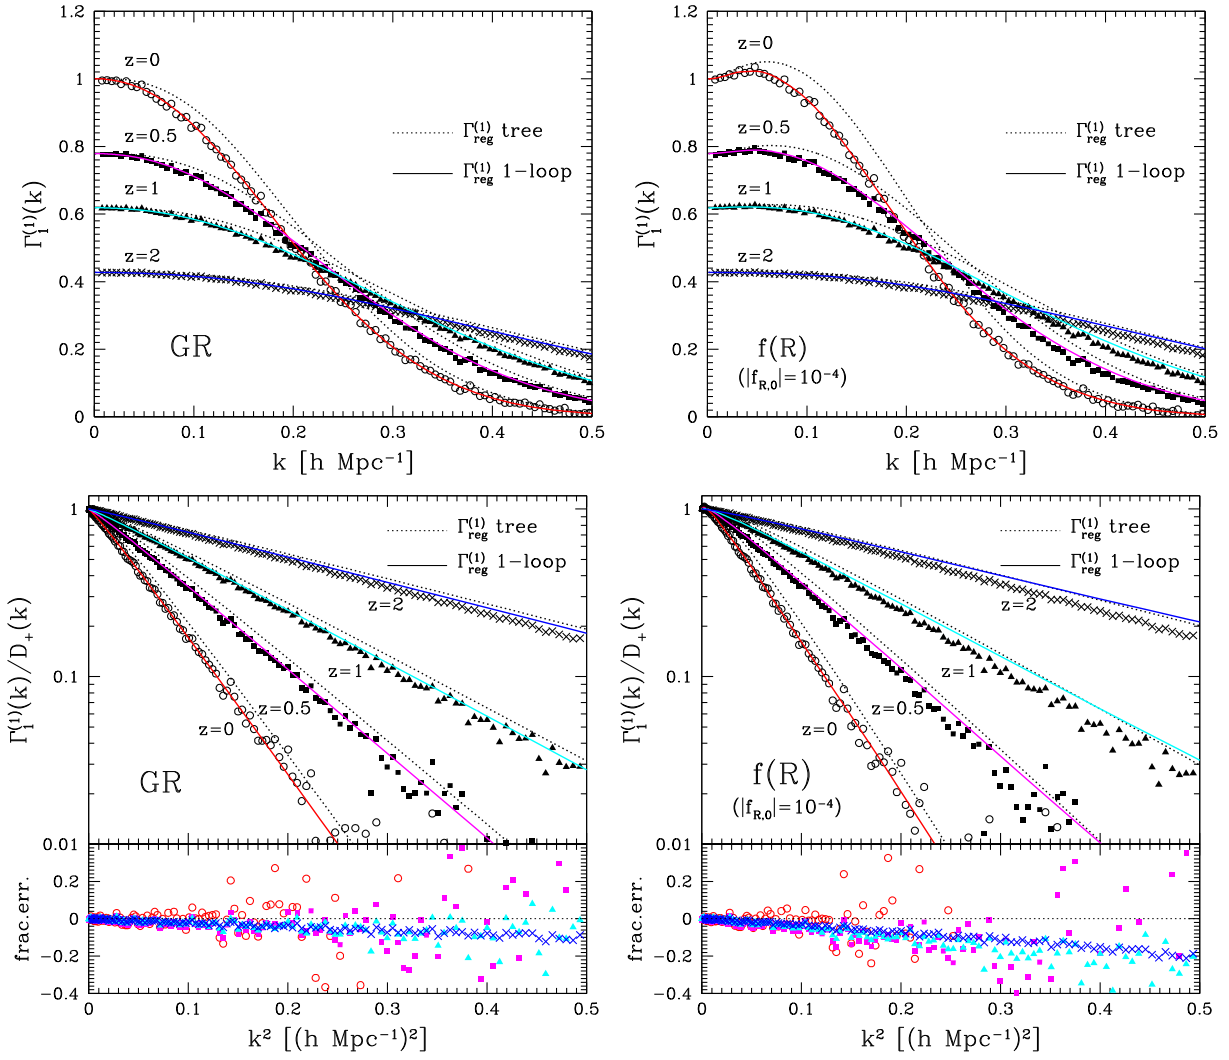 1.2
1
0.8
0.6
0.4
0.2
0
z=0
z=0.5
z=1
z=2
Γ⁽¹⁾reg tree
Γ⁽¹⁾reg 1−loop
GR
Γ₁⁽¹⁾(k)
0 0.1 0.2 0.3 0.4 0.5
k [h Mpc⁻¹]
1.2
1
0.8
0.6
0.4
0.2
0
z=0
z=0.5
z=1
z=2
Γ⁽¹⁾reg tree
Γ⁽¹⁾reg 1−loop
f(R)
(|f_R,0|=10⁻⁴)
Γ₁⁽¹⁾(k)
0 0.1 0.2 0.3 0.4 0.5
k [h Mpc⁻¹]
1
0.1
0.01
Γ⁽¹⁾reg tree
Γ⁽¹⁾reg 1−loop
z=2
z=1
z=0.5
z=0
GR
Γ₁⁽¹⁾(k)/D₊(k)
0.2
0
−0.2
−0.4
frac.err.
0 0.1 0.2 0.3 0.4 0.5
k² [(h Mpc⁻¹)²]
1
0.1
0.01
Γ⁽¹⁾reg tree
Γ⁽¹⁾reg 1−loop
z=2
z=1
z=0.5
z=0
f(R)
(|f_R,0|=10⁻⁴)
Γ₁⁽¹⁾(k)/D₊(k)
0.2
0
−0.2
−0.4
frac.err.
0 0.1 0.2 0.3 0.4 0.5
k² [(h Mpc⁻¹)²]